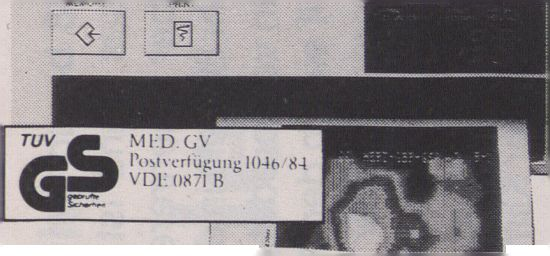 TUV
GS
geprüfte
Sicherheit
MED. GV
Postverfügung 1046/84
VDE 0871 B